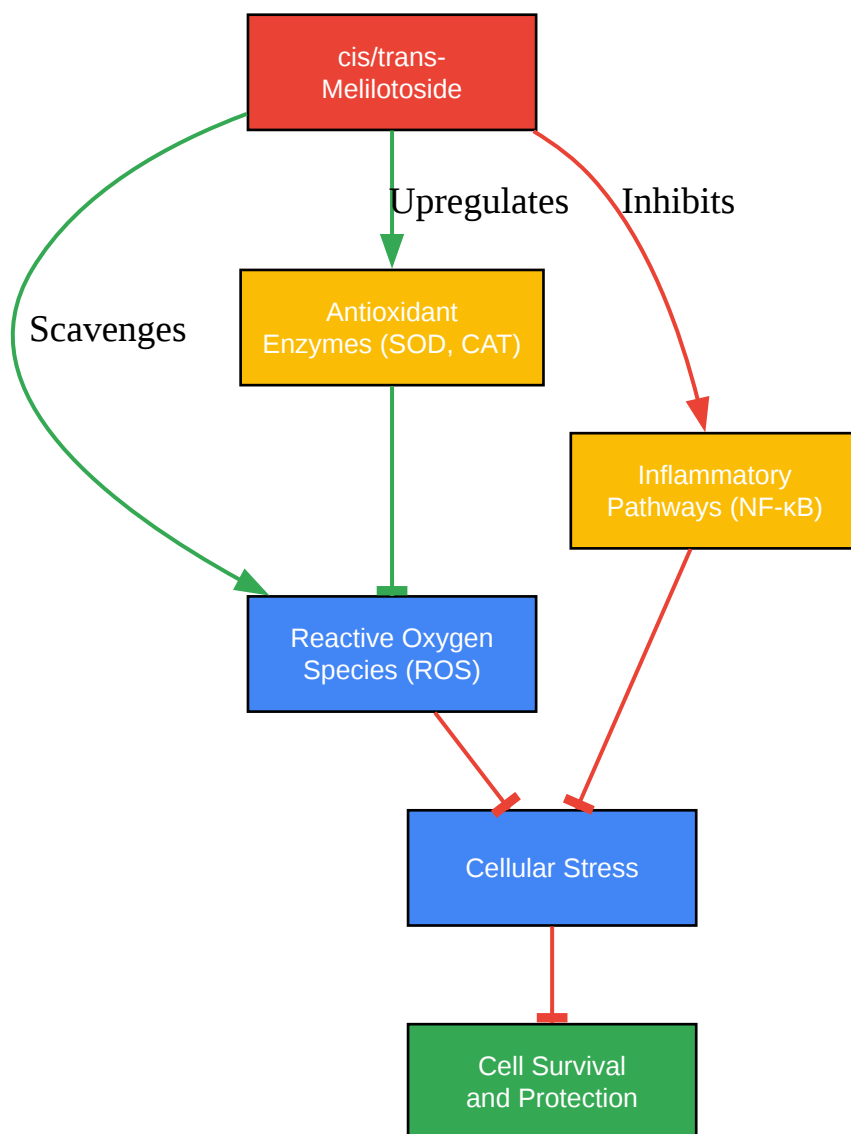 cis/trans-
Melilotoside
Upregulates
Inhibits
Scavenges
Antioxidant
Enzymes (SOD, CAT)
Inflammatory
Pathways (NF-κB)
Reactive Oxygen
Species (ROS)
Cellular Stress
Cell Survival
and Protection